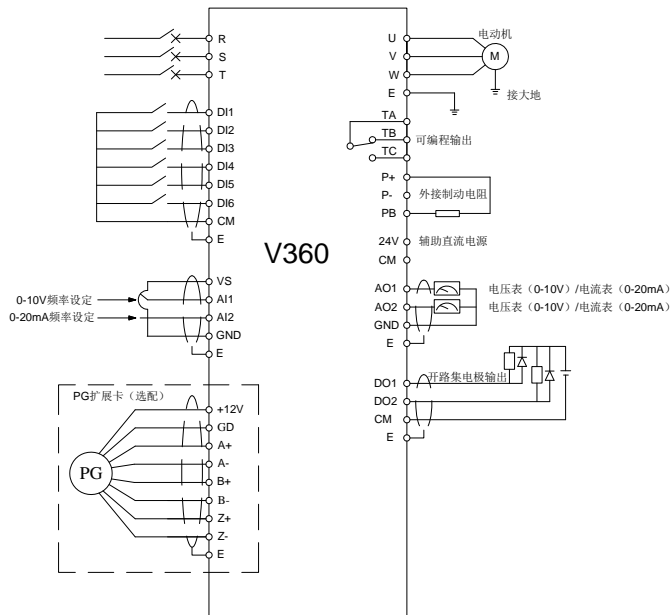 R
S
T
DI1
DI2
DI3
DI4
DI5
DI6
CM
E
VS
0-10V频率设定
AI1
0-20mA频率设定
AI2
GND
E
PG扩展卡（选配）
+12V
GD
A+
A-
PG
B+
B-
Z+
Z-
E
V360
U
电动机
V
M
W
E
接大地
TA
TB
可编程输出
TC
P+
P-
外接制动电阻
PB
24V
辅助直流电源
CM
AO1
电压表（0-10V）/电流表（0-20mA）
AO2
电压表（0-10V）/电流表（0-20mA）
GND
E
DO1
开路集电极输出
DO2
CM
E